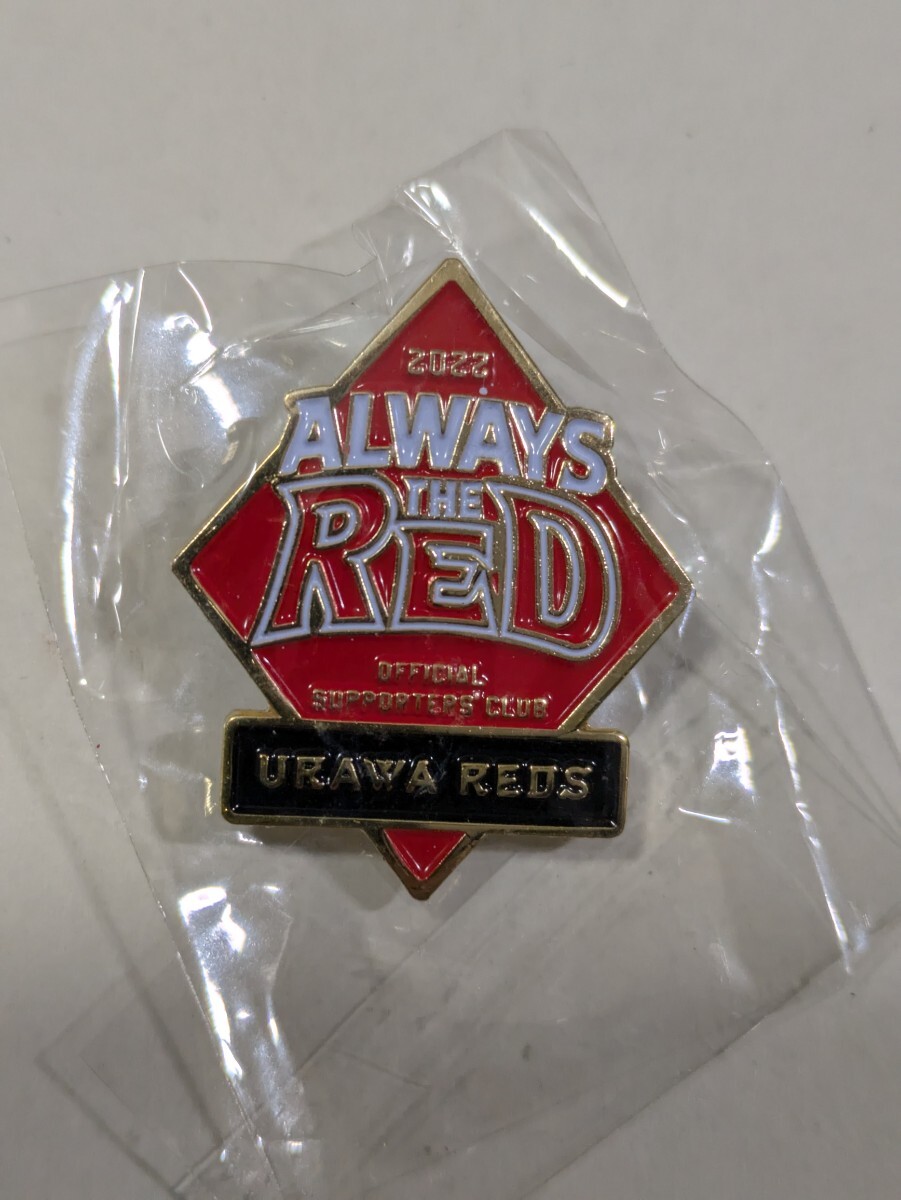 2022
ALWAYS
THE
RED
OFFICIAL
SUPPORTERS' CLUB
URAWA REDS